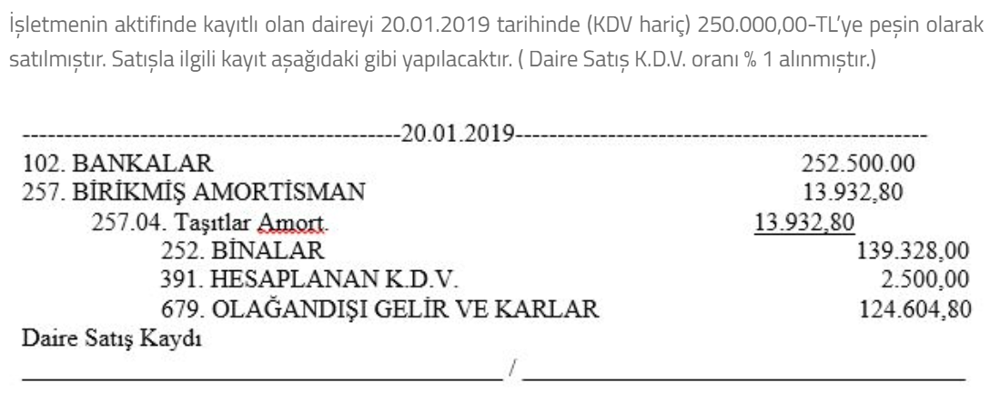 İşletmenin aktifinde kayıtlı olan daireyi 20.01.2019 tarihinde (KDV hariç) 250.000,00-TL’ye peşin olarak
satılmıştır. Satışla ilgili kayıt aşağıdaki gibi yapılacaktır. ( Daire Satış K.D.V. oranı % 1 alınmıştır.)
---------------------------------------------20.01.2019-------------------------------------------------
102. BANKALAR 252.500.00
257. BİRİKMİŞ AMORTİSMAN 13.932,80
257.04. Taşıtlar Amort. 13.932,80
252. BİNALAR 139.328,00
391. HESAPLANAN K.D.V. 2.500,00
679. OLAĞANDIŞI GELİR VE KARLAR 124.604,80
Daire Satış Kaydı
/